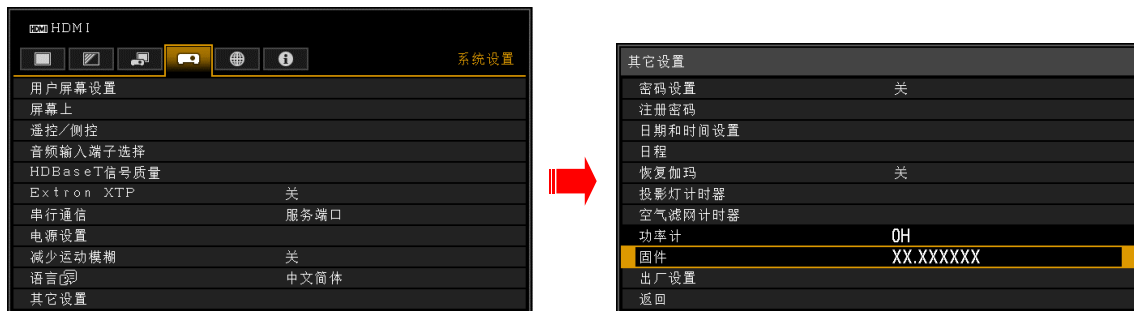 HDMI HDMI
系统设置
用户屏幕设置
屏幕上
遥控/侧控
音频输入端子选择
HDBaseT信号质量
Extron XTP 关
串行通信 服务端口
电源设置
减少运动模糊 关
语言 中文简体
其它设置
其它设置
密码设置 关
注册密码
日期和时间设置
日程
恢复伽玛 关
投影灯计时器
空气滤网计时器
功率计 0H
固件 XX.XXXXXX
出厂设置
返回